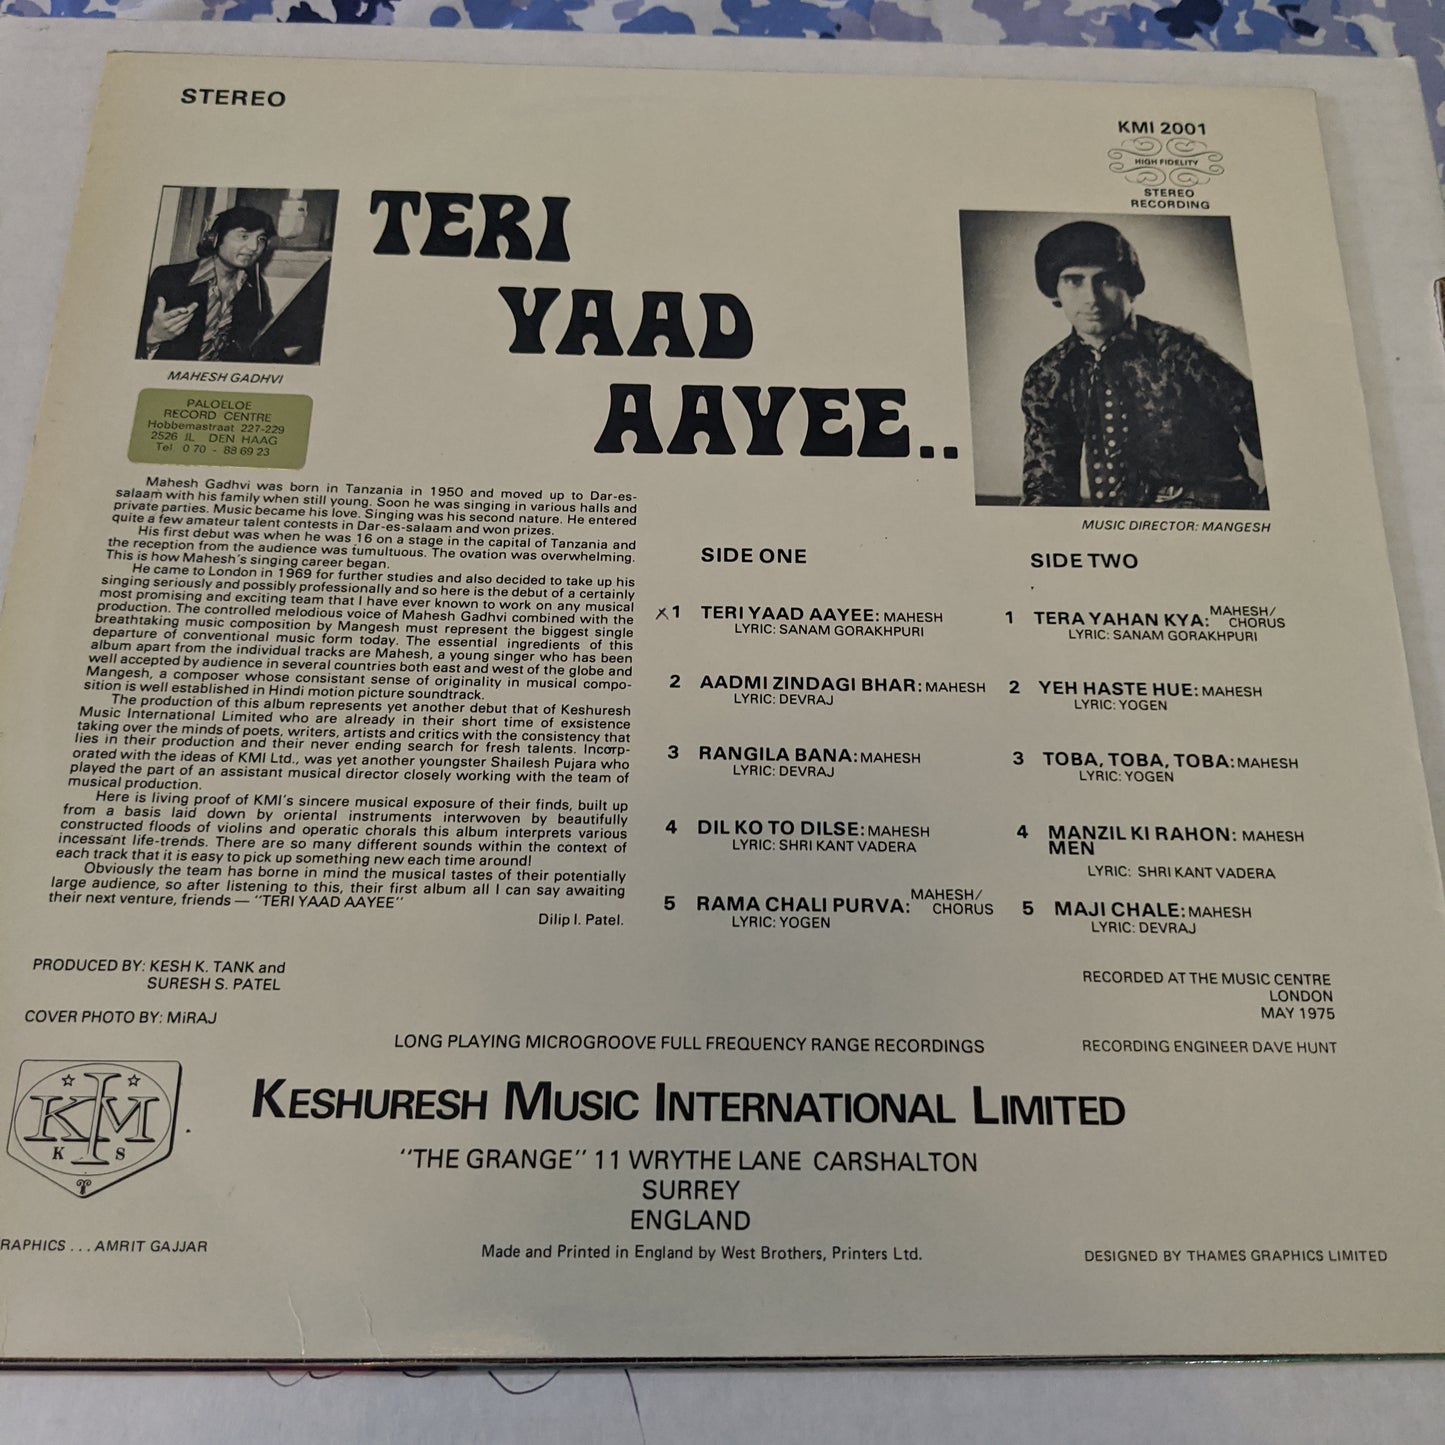 STEREO
KMI 2001
HIGH FIDELITY
STEREO
RECORDING
TERI
YAAD
AAYEE..
MAHESH GADHVI
PALOELOE
RECORD CENTRE
Hobbemastraat 227-229
2526 JL DEN HAAG
Tel 070 - 88 69 23
MUSIC DIRECTOR: MANGESH
Mahesh Gadhvi was born in Tanzania in 1950 and moved up to Dar-es-
salaam with his family when still young. Soon he was singing in various halls and
private parties. Music became his love. Singing was his second nature. He entered
quite a few amateur talent contests in Dar-es-salaam and won prizes.
His first debut was when he was 16 on a stage in the capital of Tanzania and
the reception from the audience was tumultuous. The ovation was overwhelming.
This is how Mahesh's singing career began.
He came to London in 1969 for further studies and also decided to take up his
singing seriously and possibly professionally and so here is the debut of a certainly
most promising and exciting team that I have ever known to work on any musical
production. The controlled melodious voice of Mahesh Gadhvi combined with the
breathtaking music composition by Mangesh must represent the biggest single
departure of conventional music form today. The essential ingredients of this
album apart from the individual tracks are Mahesh, a young singer who has been
well accepted by audience in several countries both east and west of the globe and
Mangesh, a composer whose consistant sense of originality in musical compo-
sition is well established in Hindi motion picture soundtrack.
The production of this album represents yet another debut that of Keshuresh
Music International Limited who are already in their short time of exsistence
taking over the minds of poets, writers, artists and critics with the consistency that
lies in their production and their never ending search for fresh talents. Incorp-
orated with the ideas of KMI Ltd., was yet another youngster Shailesh Pujara who
played the part of an assistant musical director closely working with the team of
musical production.
Here is living proof of KMI's sincere musical exposure of their finds, built up
from a basis laid down by oriental instruments interwoven by beautifully
constructed floods of violins and operatic chorals this album interprets various
incessant life-trends. There are so many different sounds within the context of
each track that it is easy to pick up something new each time around!
Obviously the team has borne in mind the musical tastes of their potentially
large audience, so after listening to this, their first album all I can say awaiting
their next venture, friends — "TERI YAAD AAYEE"
Dilip I. Patel.
SIDE ONE
x 1 TERI YAAD AAYEE: MAHESH
LYRIC: SANAM GORAKHPURI
2 AADMI ZINDAGI BHAR: MAHESH
LYRIC: DEVRAJ
3 RANGILA BANA: MAHESH
LYRIC: DEVRAJ
4 DIL KO TO DILSE: MAHESH
LYRIC: SHRI KANT VADERA
5 RAMA CHALI PURVA: MAHESH/
CHORUS
LYRIC: YOGEN
SIDE TWO
1 TERA YAHAN KYA: MAHESH/
CHORUS
LYRIC: SANAM GORAKHPURI
2 YEH HASTE HUE: MAHESH
LYRIC: YOGEN
3 TOBA, TOBA, TOBA: MAHESH
LYRIC: YOGEN
4 MANZIL KI RAHON: MAHESH
MEN
LYRIC: SHRI KANT VADERA
5 MAJI CHALE: MAHESH
LYRIC: DEVRAJ
PRODUCED BY: KESH K. TANK and
SURESH S. PATEL
COVER PHOTO BY: MiRAJ
RECORDED AT THE MUSIC CENTRE
LONDON
MAY 1975
LONG PLAYING MICROGROOVE FULL FREQUENCY RANGE RECORDINGS
RECORDING ENGINEER DAVE HUNT
KIM
K S
KESHURESH MUSIC INTERNATIONAL LIMITED
"THE GRANGE" 11 WRYTHE LANE CARSHALTON
SURREY
ENGLAND
RAPHICS . . . AMRIT GAJJAR
Made and Printed in England by West Brothers, Printers Ltd.
DESIGNED BY THAMES GRAPHICS LIMITED